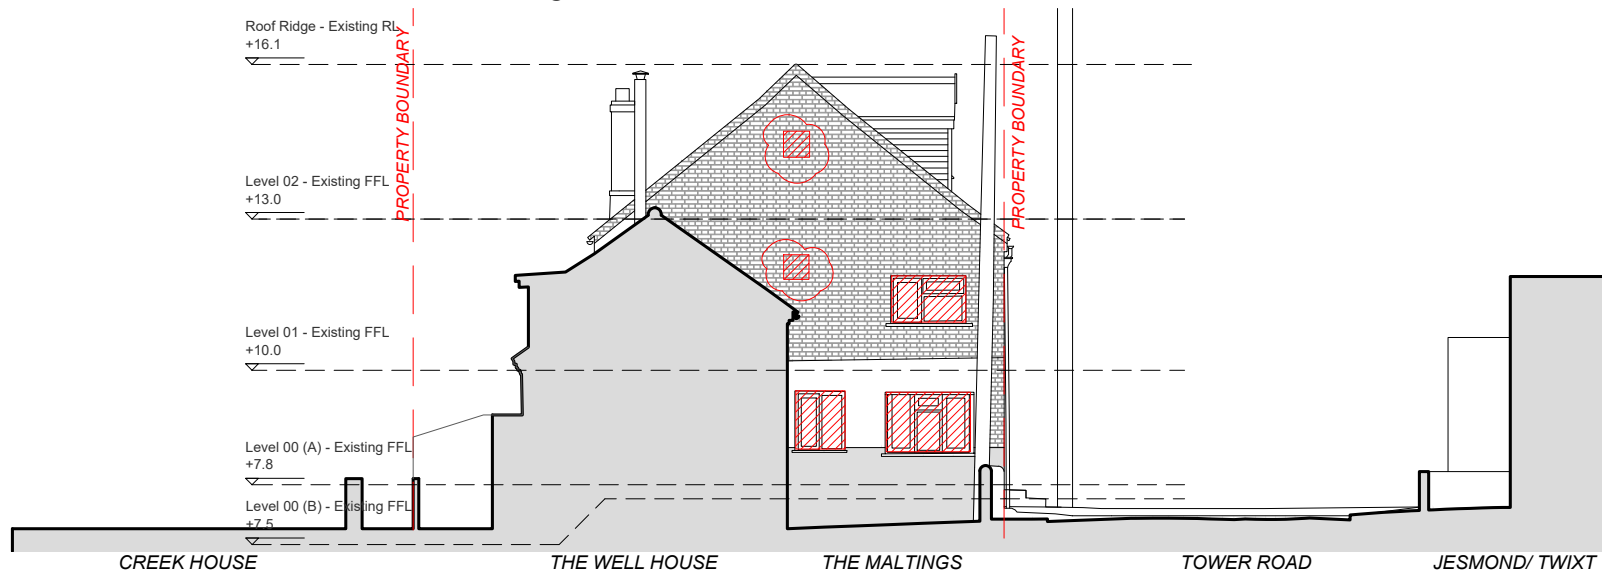 Roof Ridge - Existing RL
+16.1
PROPERTY BOUNDARY
PROPERTY BOUNDARY
Level 02 - Existing FFL
+13.0
Level 01 - Existing FFL
+10.0
Level 00 (A) - Existing FFL
+7.8
Level 00 (B) - Existing FFL
+7.5
CREEK HOUSE
THE WELL HOUSE
THE MALTINGS
TOWER ROAD
JESMOND/ TWIXT